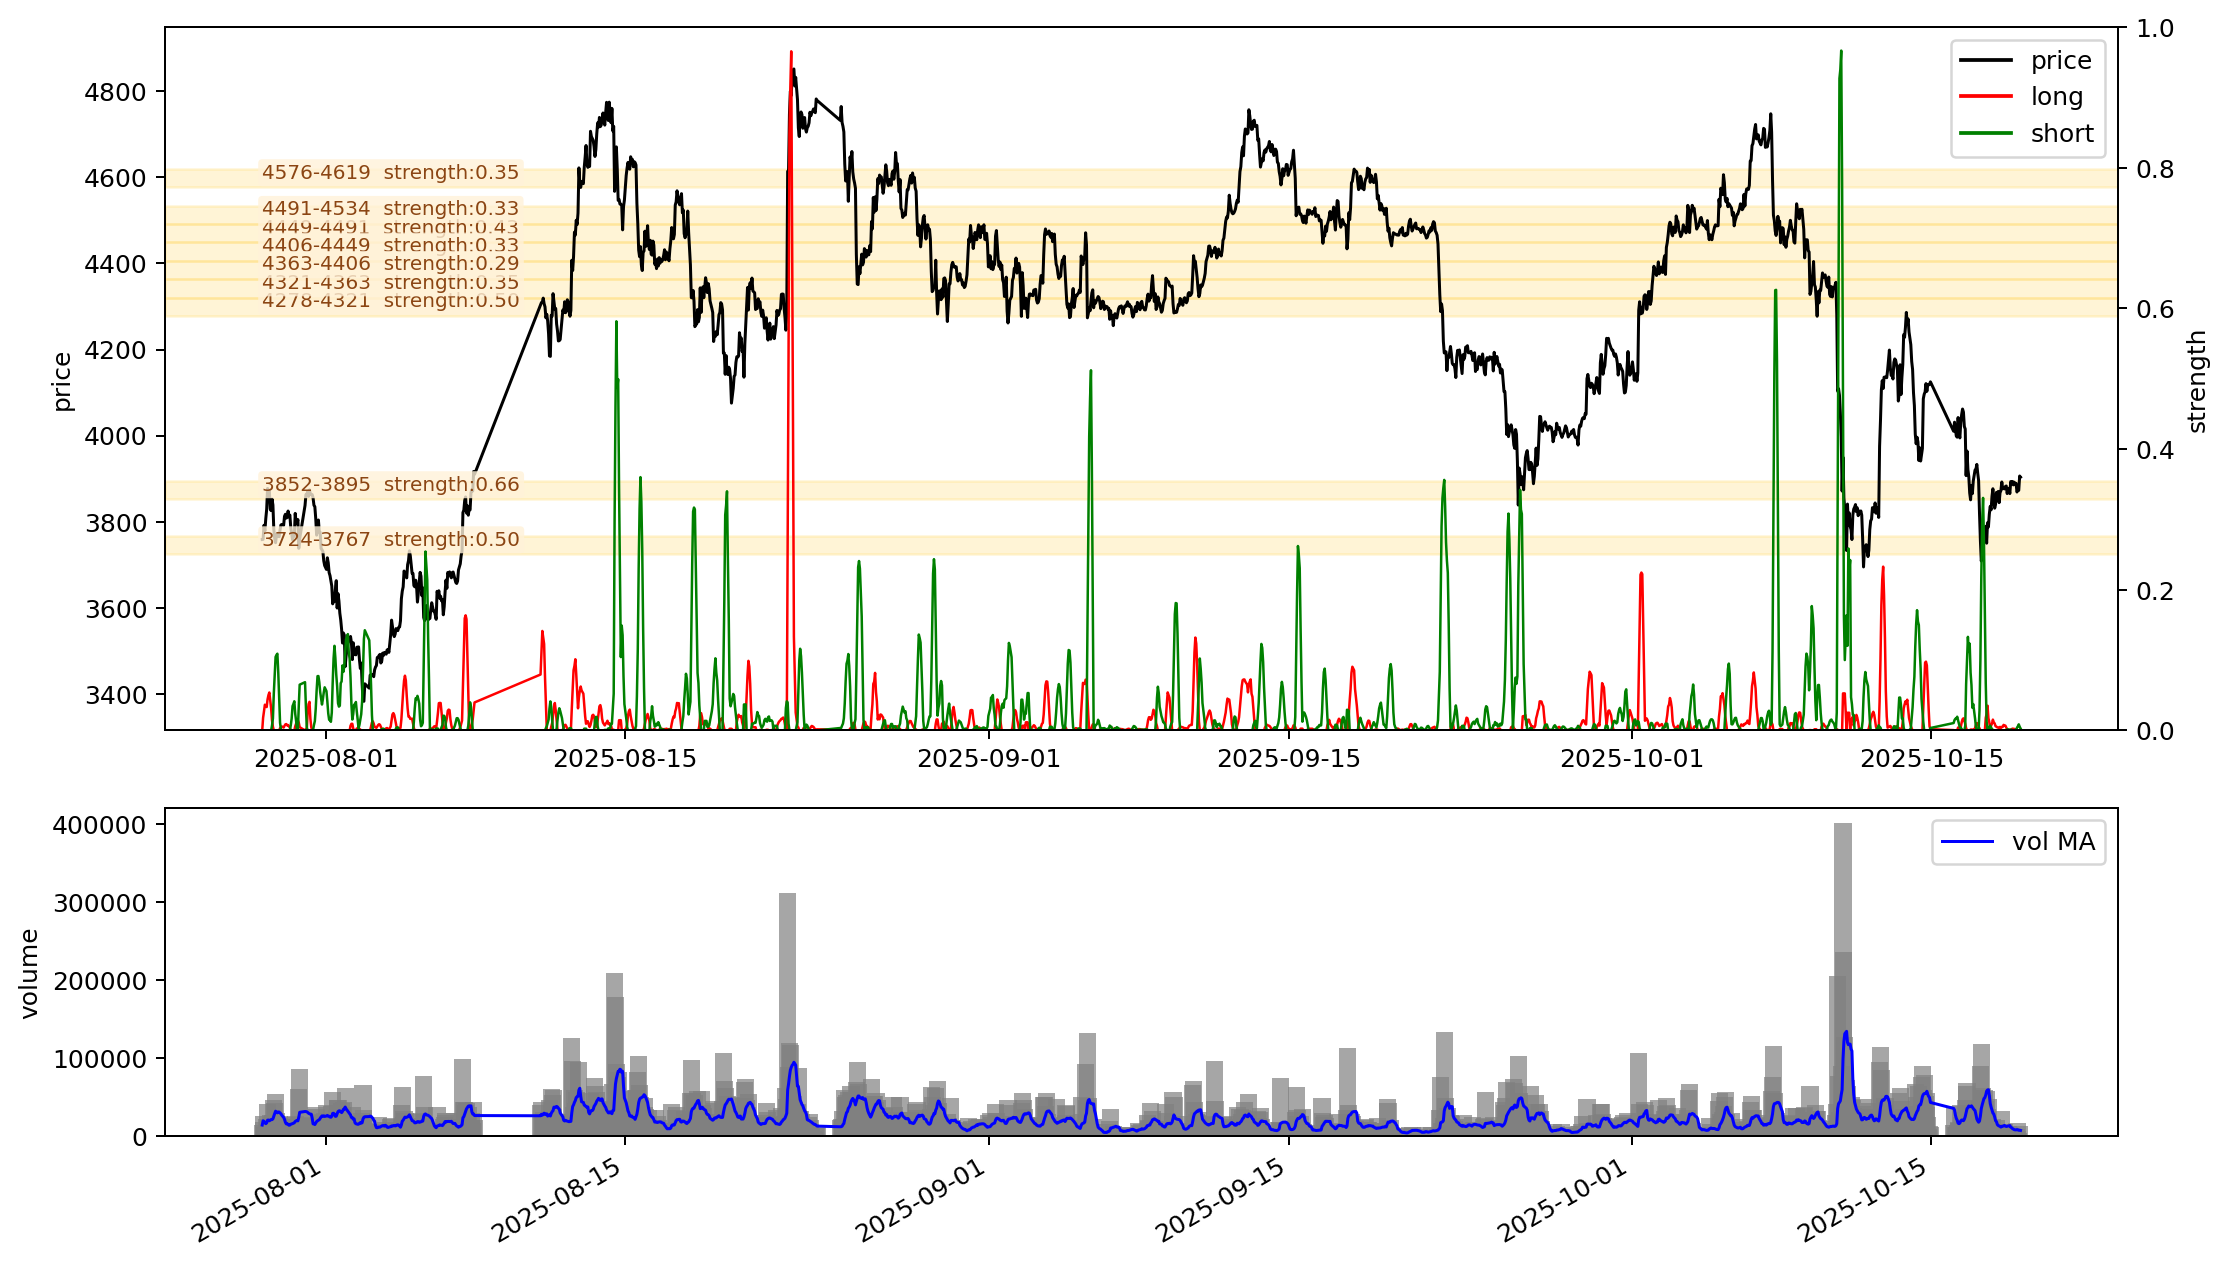 price
long
short
4800
4600
4400
4200
4000
3800
3600
3400
price
4576-4619 strength:0.35
4491-4534 strength:0.33
4449-4491 strength:0.43
4406-4449 strength:0.33
4363-4406 strength:0.29
4321-4363 strength:0.35
4278-4321 strength:0.50
3852-3895 strength:0.66
3724-3767 strength:0.50
1.0
0.8
0.6
0.4
0.2
0.0
strength
2025-08-01 2025-08-15 2025-09-01 2025-09-15 2025-10-01 2025-10-15
vol MA
400000
300000
200000
100000
0
volume
2025-08-01 2025-08-15 2025-09-01 2025-09-15 2025-10-01 2025-10-15